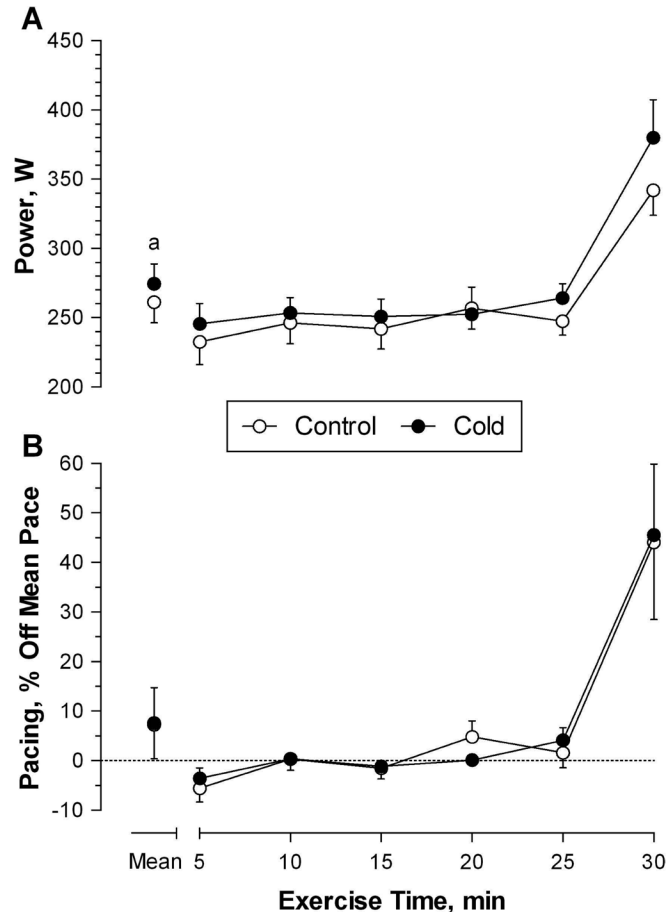 A
450
400
350
300
250
200
Power, W
a
Control
Cold
B
60
50
40
30
20
10
0
-10
Pacing, % Off Mean Pace
Mean
5
10
15
20
25
30
Exercise Time, min